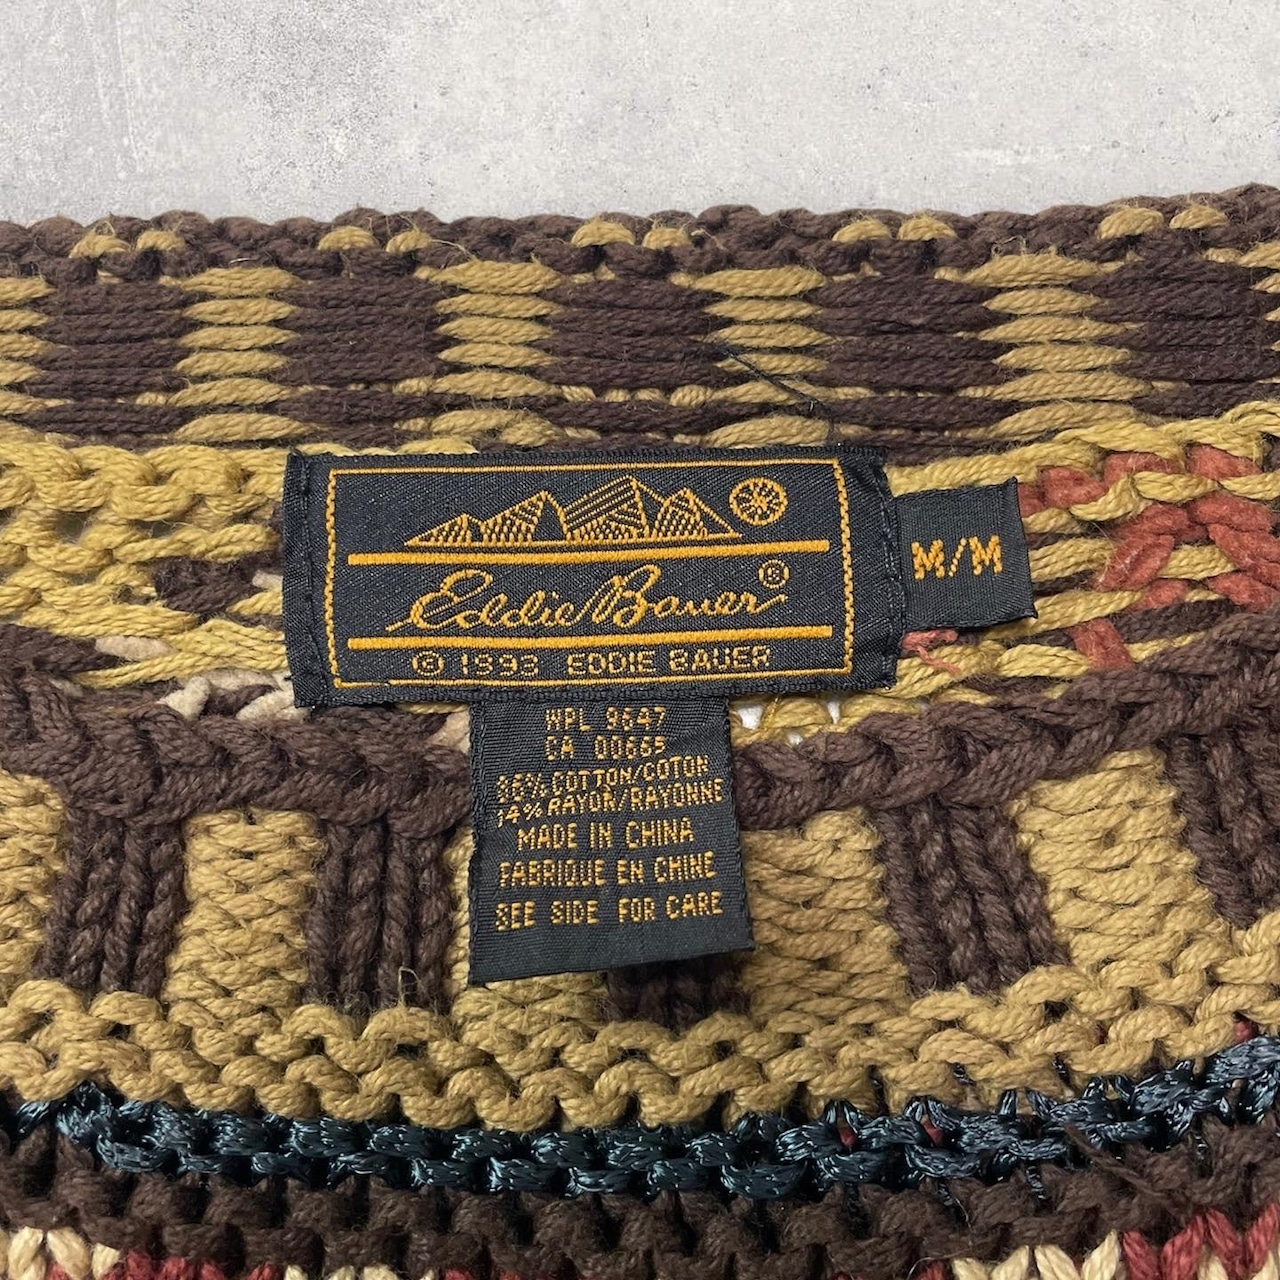 Eddie Bauer®
© 1993 EDDIE BAUER
M/M
WPL 9647
CA 00665
86% COTTON/COTON
14% RAYON/RAYONNE
MADE IN CHINA
FABRIQUE EN CHINE
SEE SIDE FOR CARE